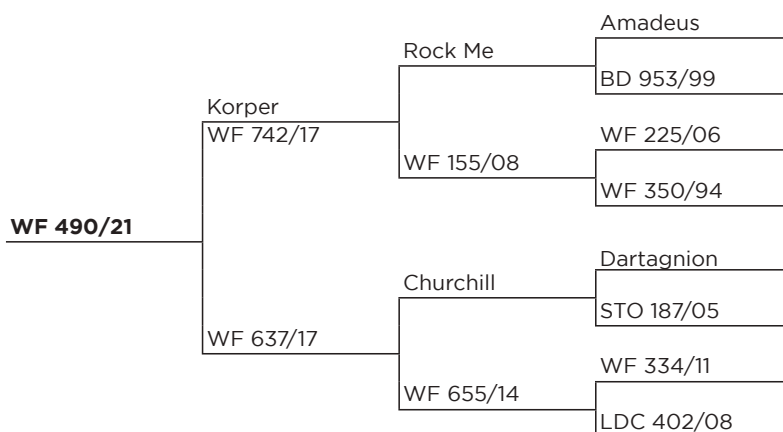 Amadeus
Rock Me
BD 953/99
Korper
WF 742/17
WF 225/06
WF 155/08
WF 350/94
WF 490/21
Dartagnion
Churchill
STO 187/05
WF 637/17
WF 334/11
WF 655/14
LDC 402/08